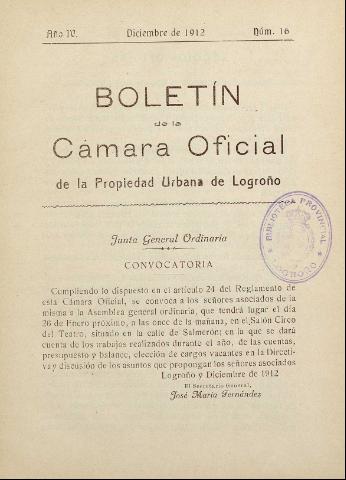 Año IV. Diciembre de 1912 Núm. 16
BOLETÍN
de la
Cámara Oficial
de la Propiedad Urbana de Logroño
BIBLIOTECA PROVINCIAL
LOGROÑO
Junta General Ordinaria
CONVOCATORIA
Cumpliendo lo dispuesto en el artículo 24 del Reglamento de
esta Cámara Oficial, se convoca á los señores asociados de la
misma a la Asamblea general ordinaria, que tendrá lugar el día
26 de Enero próximo, a las once de la mañana, en el Salón Circo
del Teatro, situado en la calle de Salmerón; en la que se dará
cuenta de los trabajos realizados durante el año, de las cuentas,
presupuesto y balance, elección de cargos vacantes en la Directi-
va y discusión de los asuntos que propongan los señores asociados
Logroño y Diciembre de 1912
El Secretario General,
José María Fernández